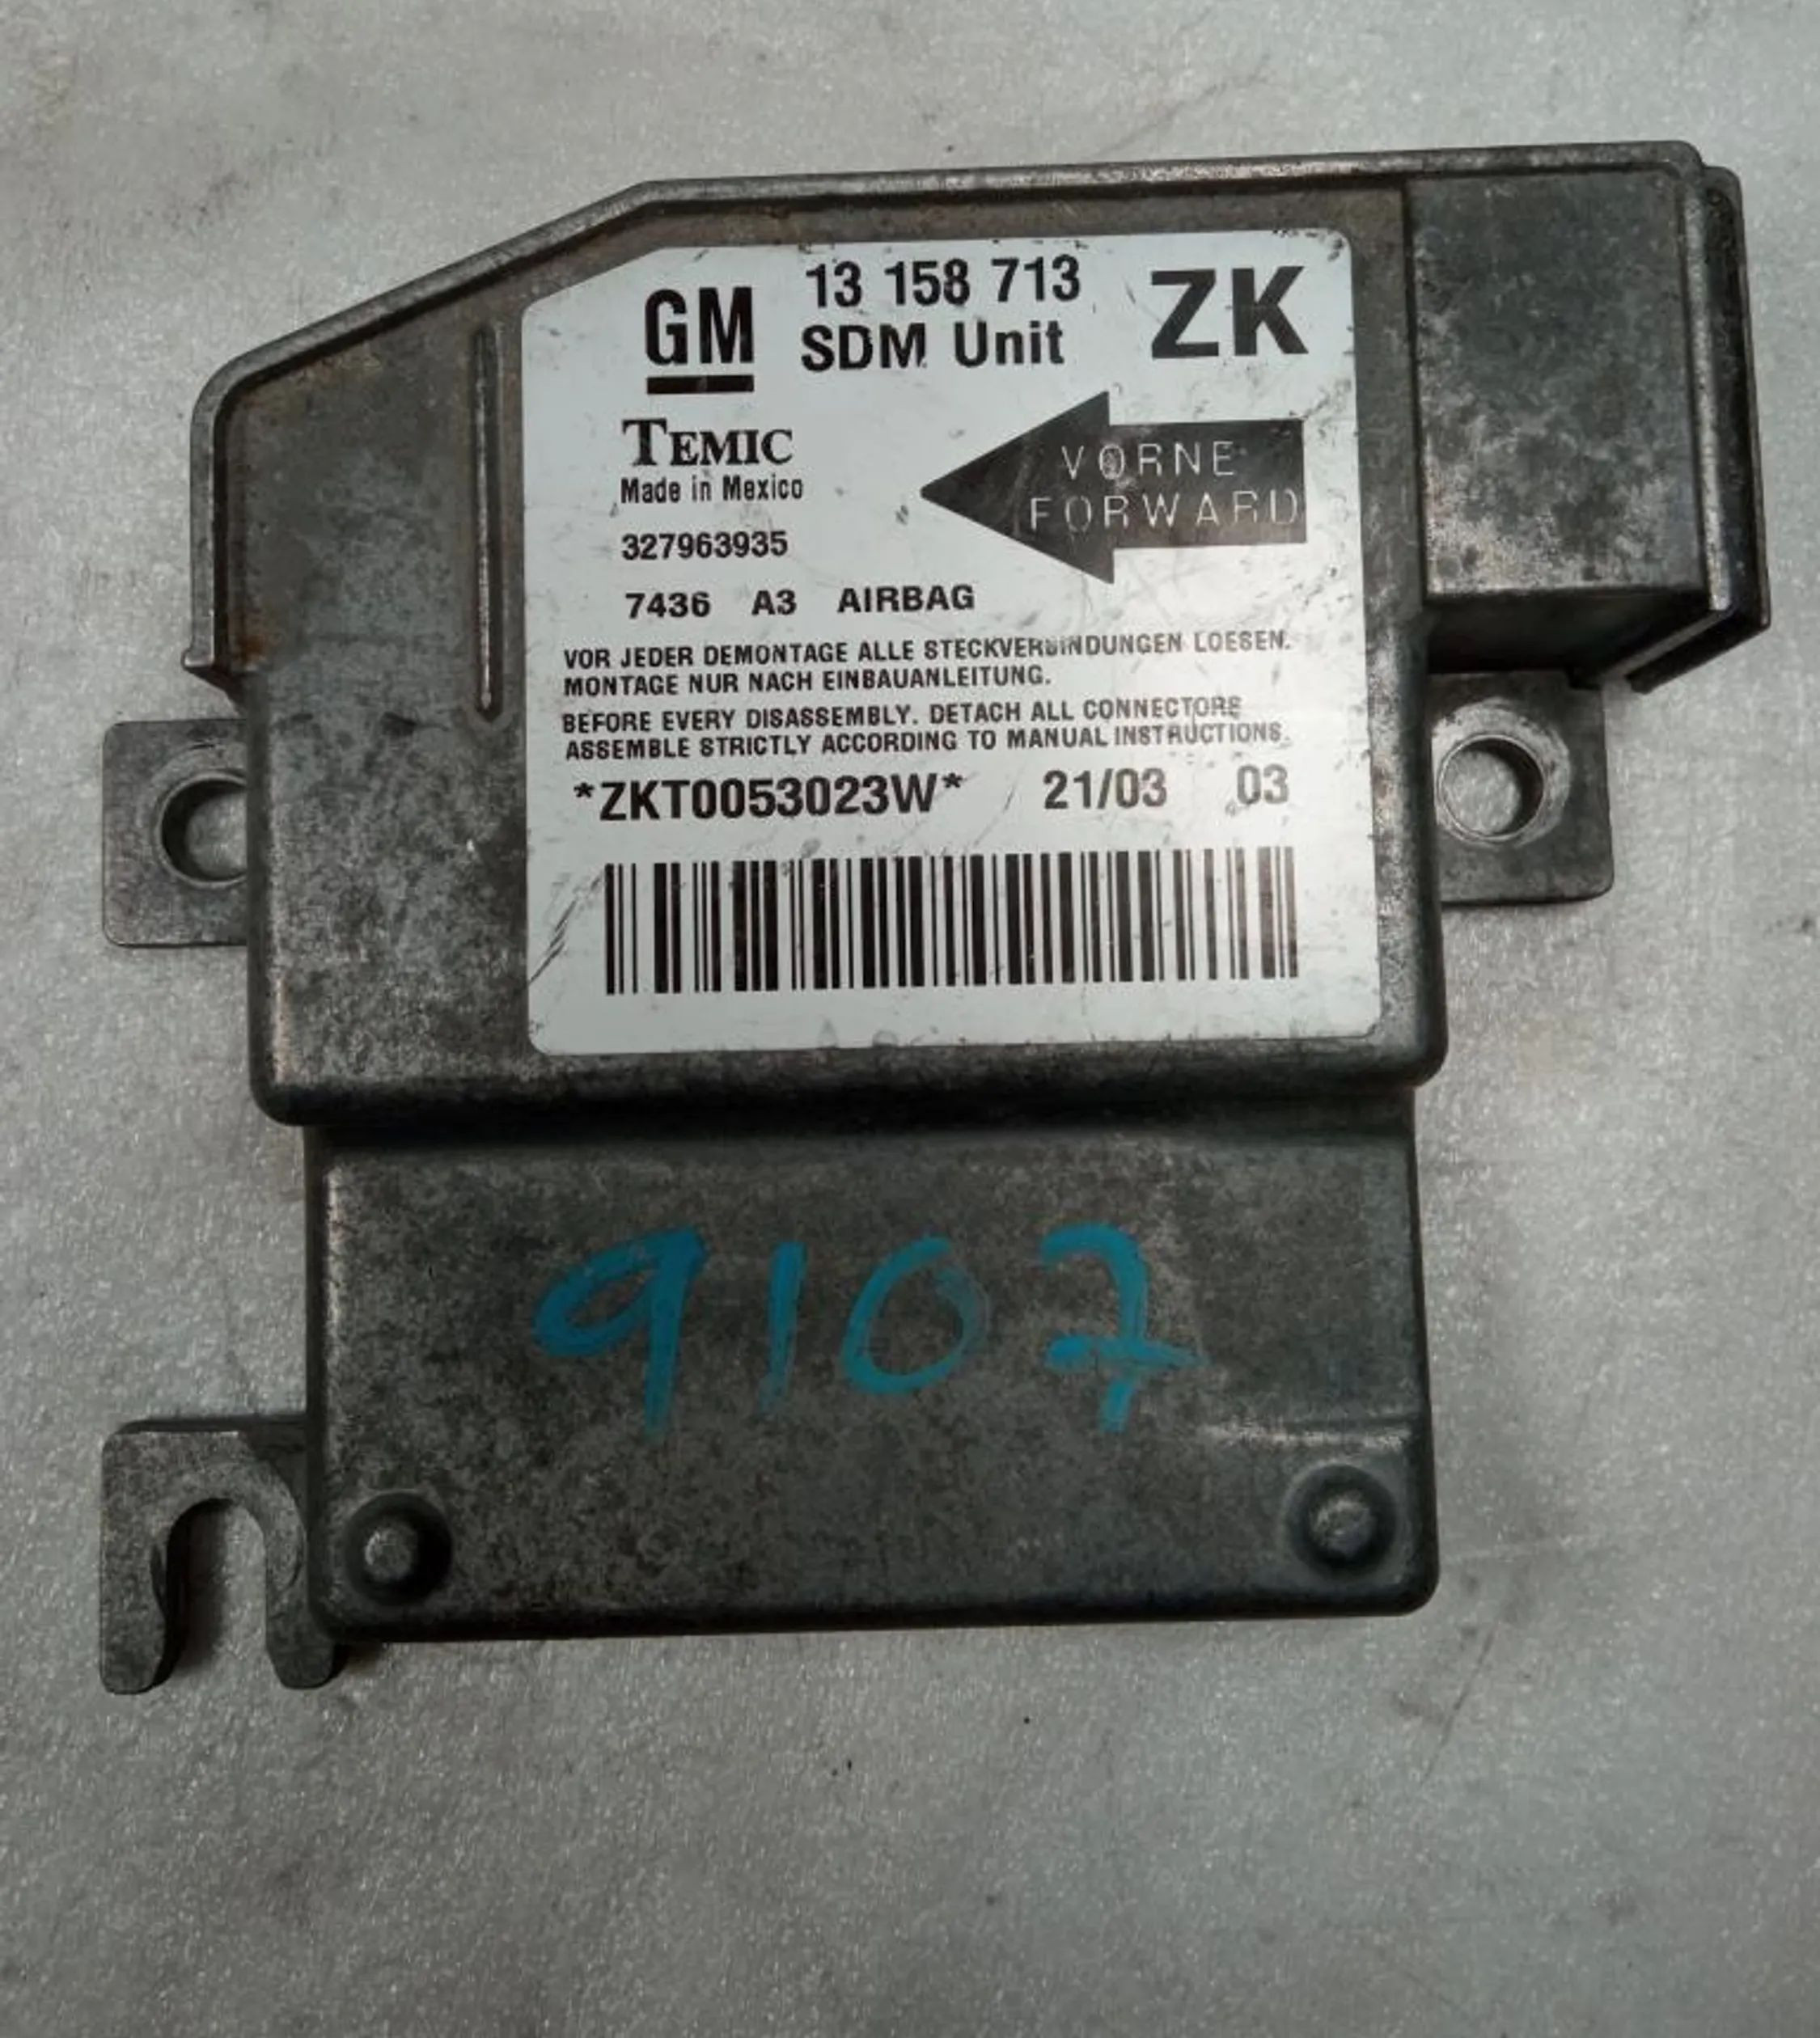 GM 13 158 713 ZK
SDM Unit
TEMIC
Made in Mexico
VORNE
FORWARD
327963935
7436 A3 AIRBAG
VOR JEDER DEMONTAGE ALLE STECKVERBINDUNGEN LOESEN.
MONTAGE NUR NACH EINBAUANLEITUNG.
BEFORE EVERY DISASSEMBLY. DETACH ALL CONNECTORS
ASSEMBLE STRICTLY ACCORDING TO MANUAL INSTRUCTIONS.
*ZKT0053023W* 21/03 03
9107